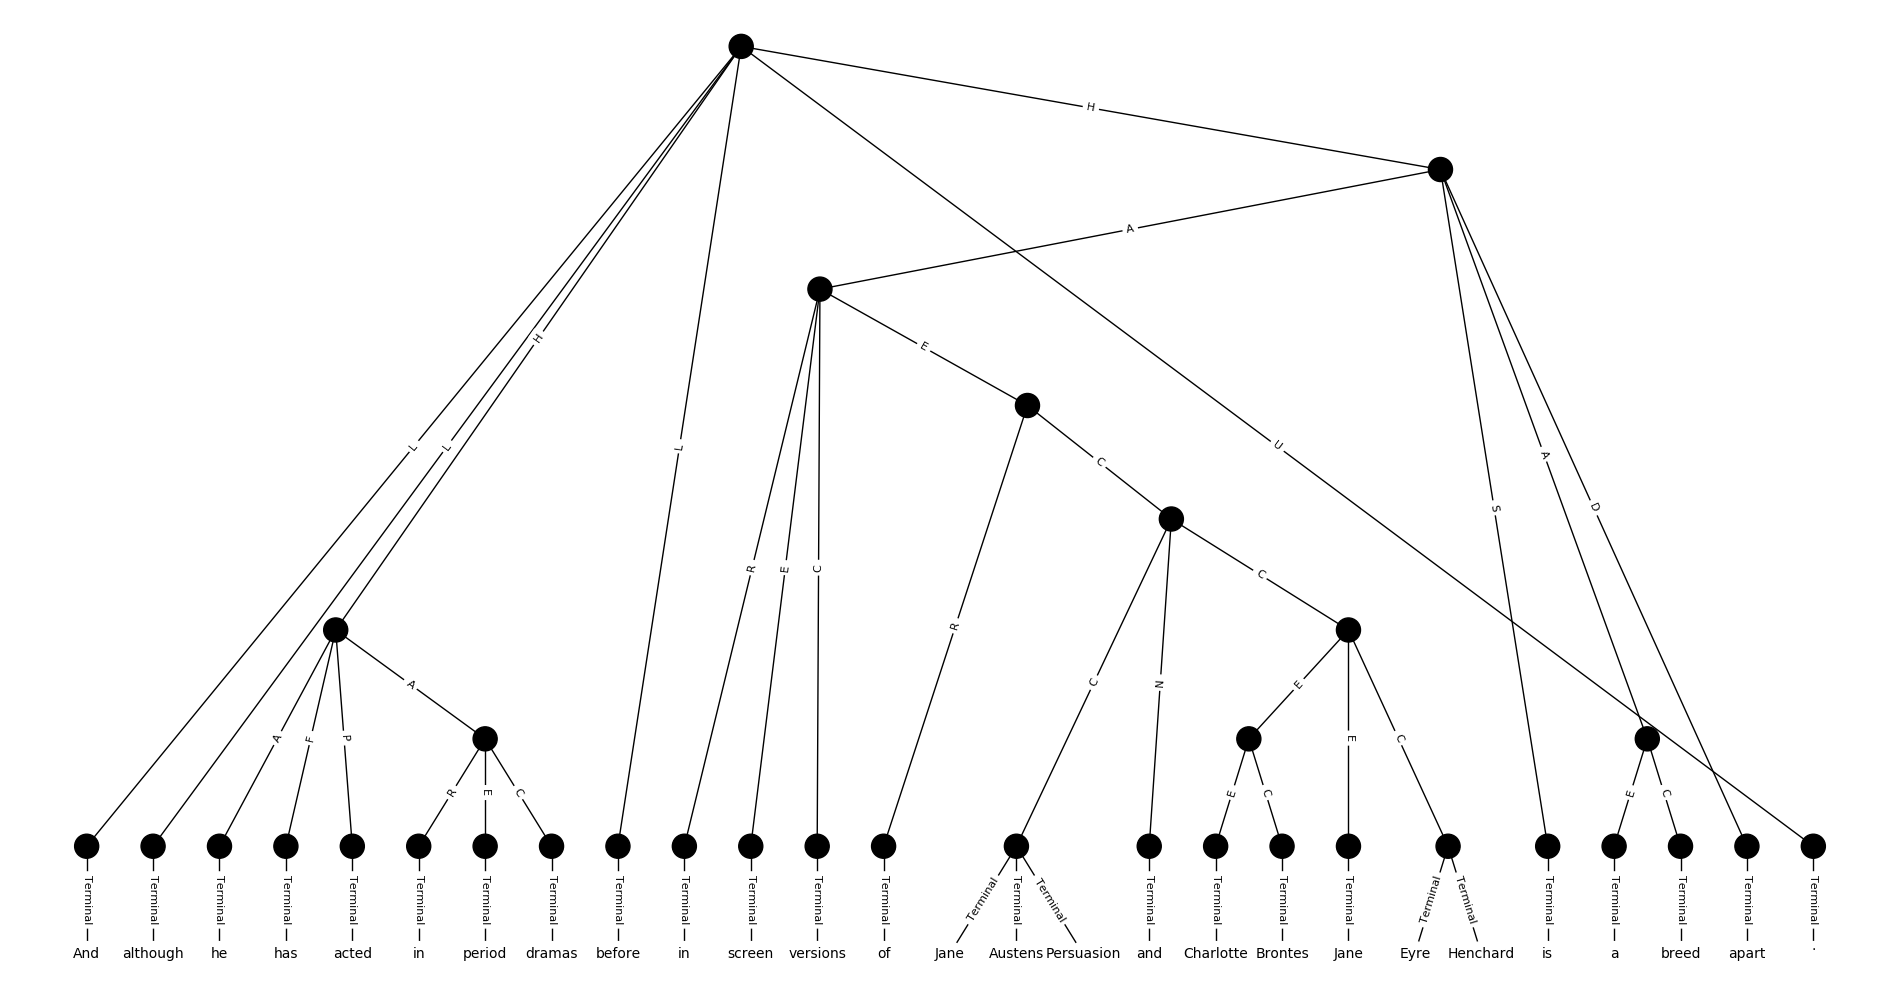 H
A
E
H
C
L L L U A
S D
R E C
C
R
C N E
A
A F P E E C
R E C E C E C
Terminal Terminal Terminal Terminal Terminal Terminal Terminal Terminal Terminal Terminal Terminal Terminal Terminal Terminal Terminal Terminal Terminal Terminal Terminal Terminal Terminal Terminal Terminal Terminal Terminal Terminal Terminal
And although he has acted in period dramas before in screen versions of Jane Austens Persuasion and Charlotte Brontes Jane Eyre Henchard is a breed apart .